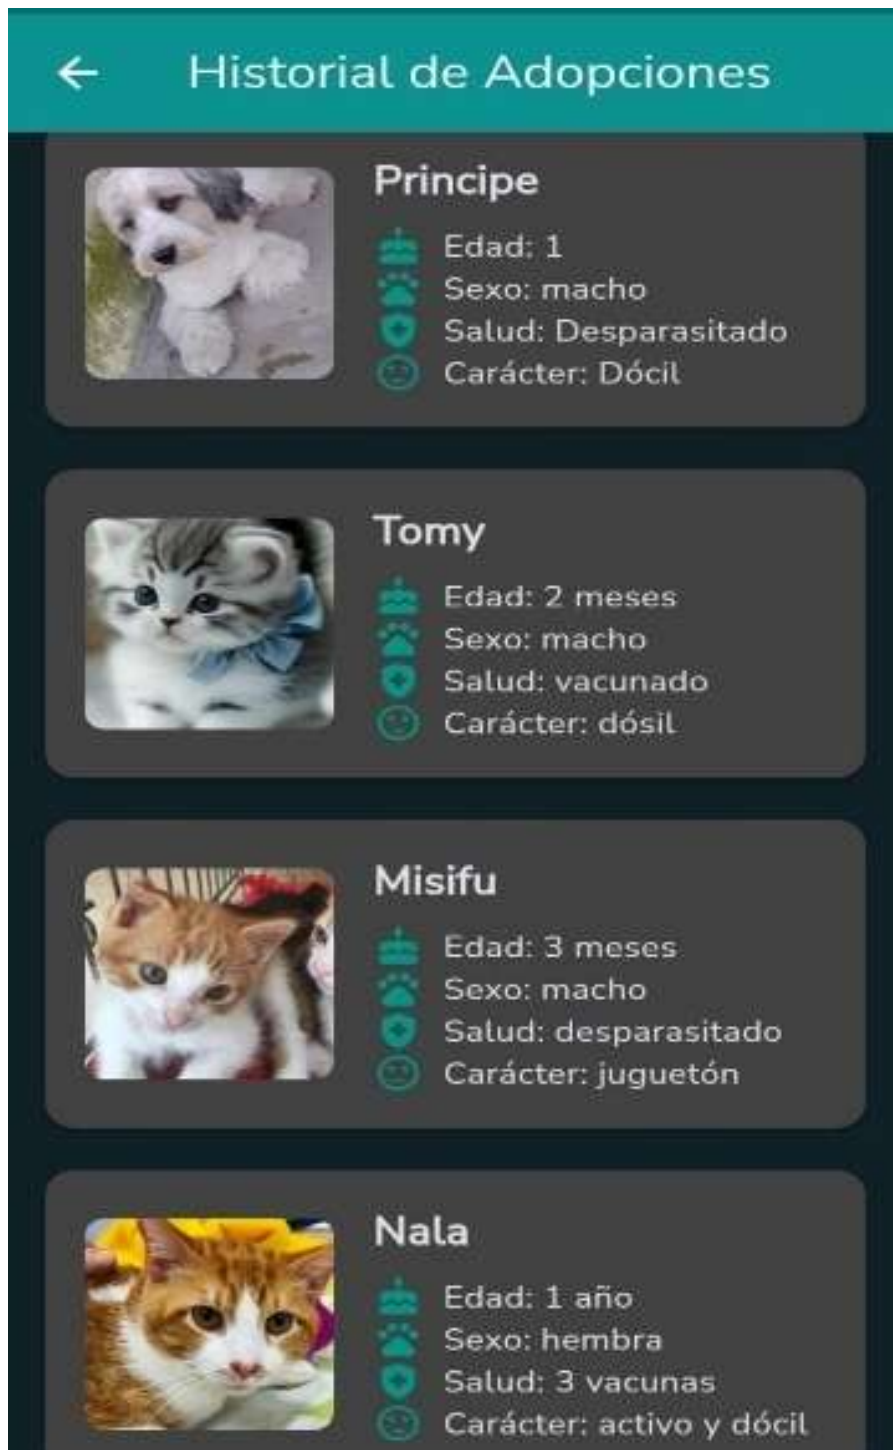 Historial de Adopciones
Principe
Edad: 1
Sexo: macho
Salud: Desparasitado
Carácter: Dócil
Tomy
Edad: 2 meses
Sexo: macho
Salud: vacunado
Carácter: dósil
Misifu
Edad: 3 meses
Sexo: macho
Salud: desparasitado
Carácter: juguetón
Nala
Edad: 1 año
Sexo: hembra
Salud: 3 vacunas
Carácter: activo y dócil